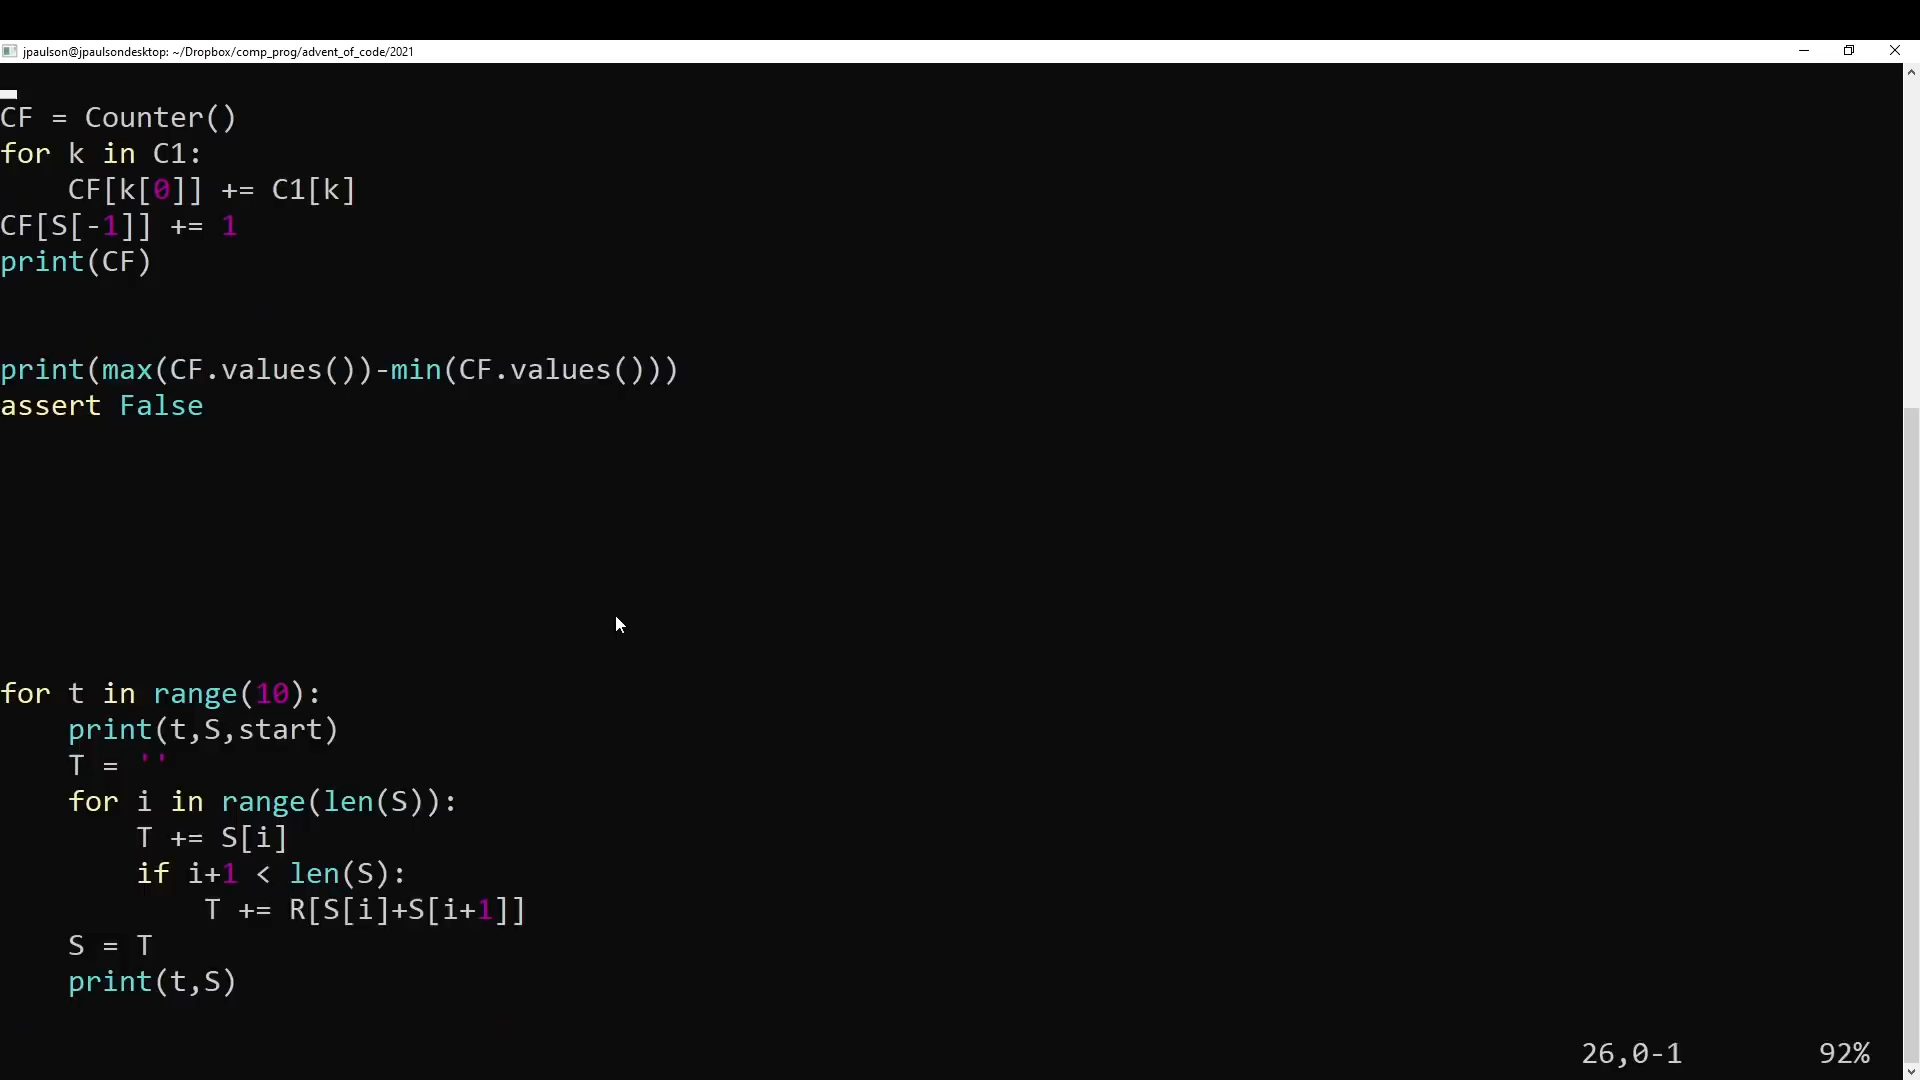 jpaulson@jpaulsondesktop: ~/Dropbox/comp_prog/advent_of_code/2021
CF = Counter()
for k in C1:
    CF[k[0]] += C1[k]
CF[S[-1]] += 1
print(CF)
print(max(CF.values())-min(CF.values()))
assert False
for t in range(10):
    print(t,S,start)
    T = ''
    for i in range(len(S)):
        T += S[i]
        if i+1 < len(S):
            T += R[S[i]+S[i+1]]
    S = T
    print(t,S)
26,0-1 92%